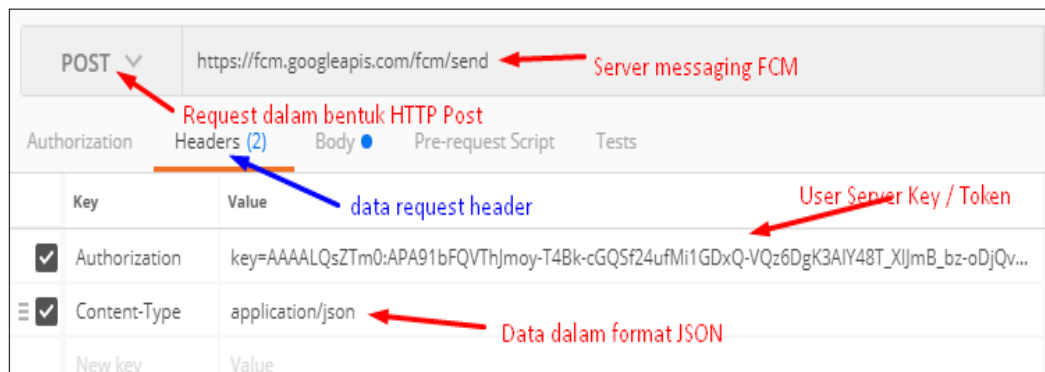 POST https://fcm.googleapis.com/fcm/send Server messaging FCM
Request dalam bentuk HTTP Post
Authorization Headers (2) Body Pre-request Script Tests
Key Value data request header User Server Key / Token
Authorization key=AAAALQsZTm0:APA91bFQVThJmoy-T4Bk-cGQSf24ufMi1GDxQ-VQz6DgK3AlY48T_XlJmB_bz-oDjQv...
Content-Type application/json
Data dalam format JSON
New key Value